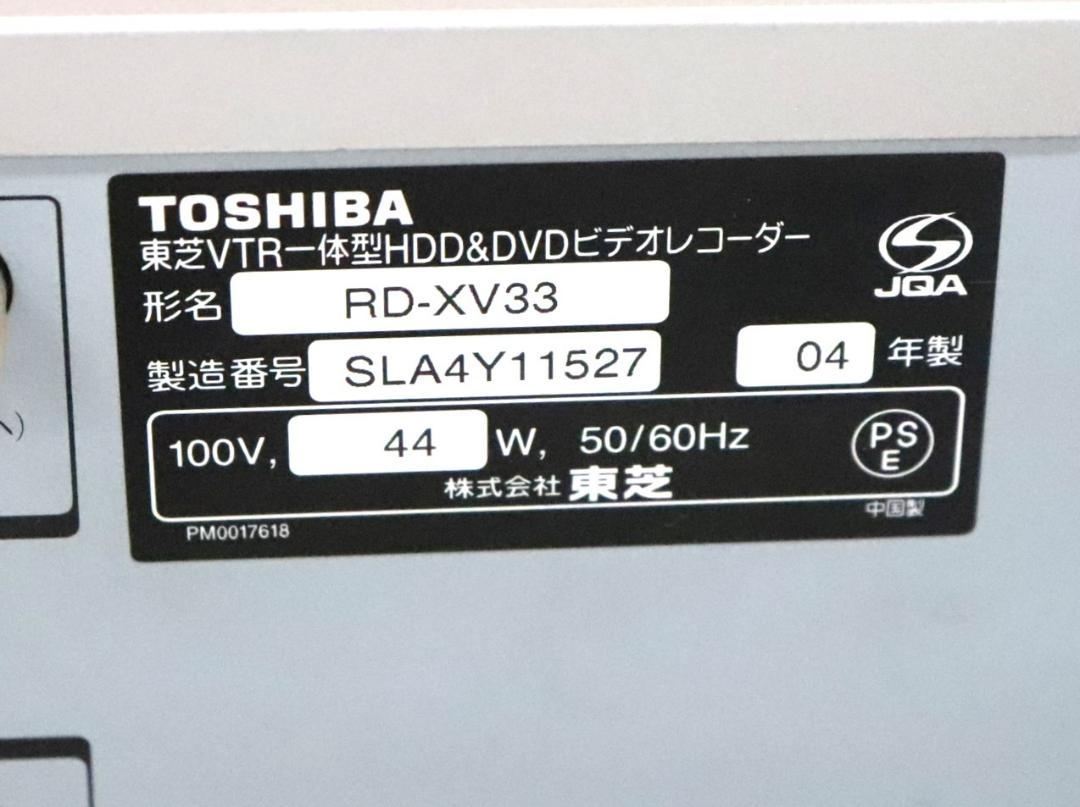 TOSHIBA
東芝VTR一体型HDD&DVDビデオレコーダー
JQA
形名 RD-XV33
製造番号 SLA4Y11527 04 年製
100V, 44 W, 50/60Hz
PS
E
株式会社 東芝
中国製
PM0017618